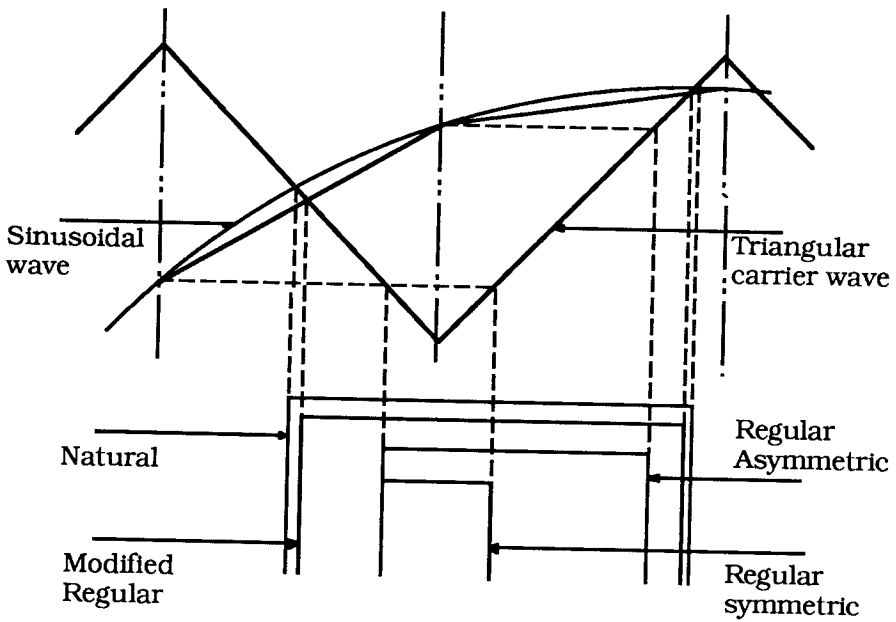 Sinusoidal
wave
Triangular
carrier wave
Natural
Regular
Asymmetric
Modified
Regular
Regular
symmetric